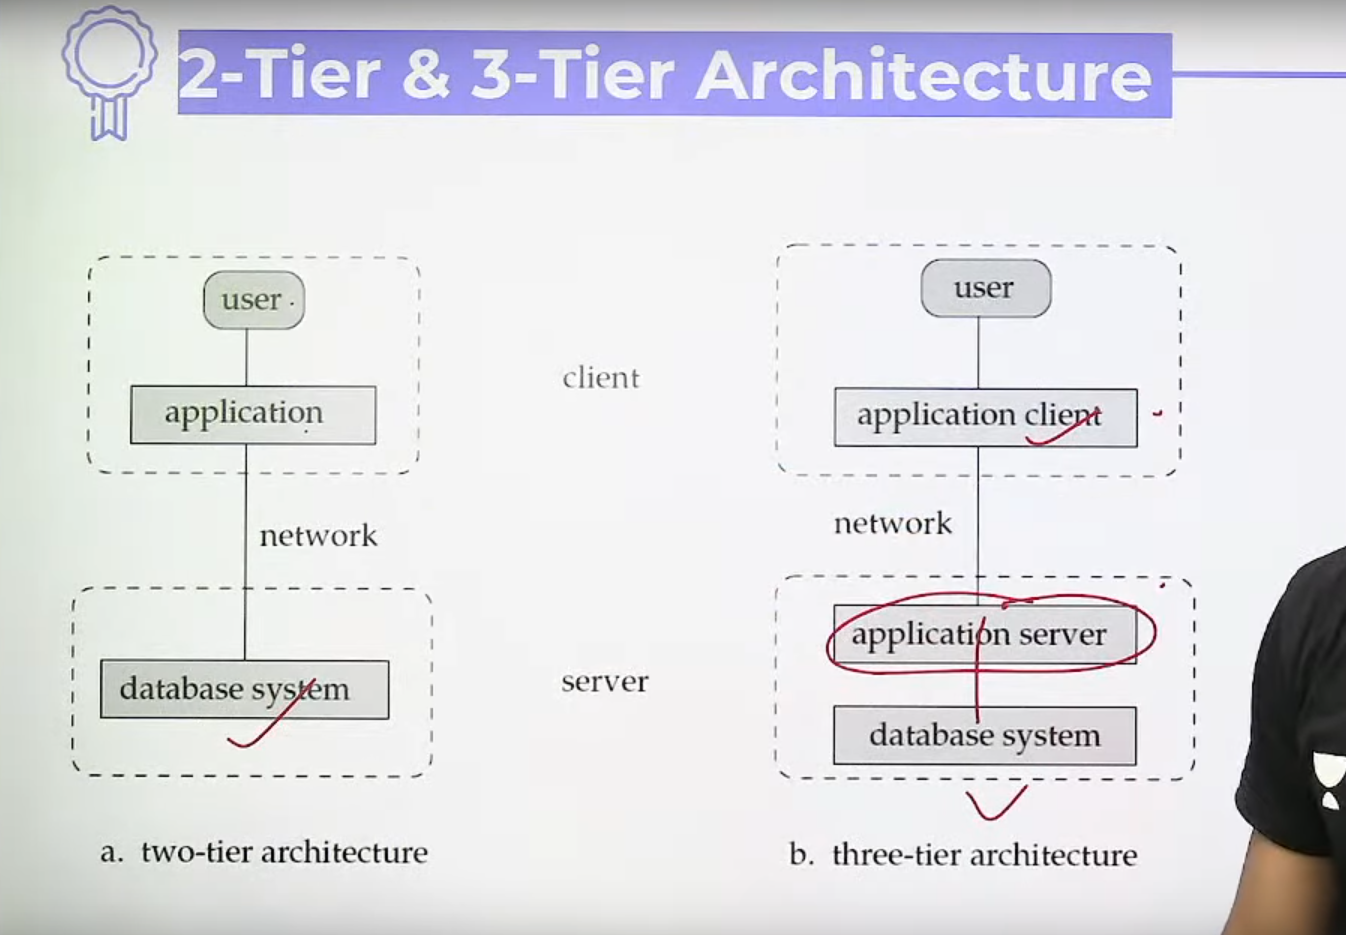 2-Tier & 3-Tier Architecture
user
application
network
database system
a. two-tier architecture
client
server
user
application client
network
application server
database system
b. three-tier architecture